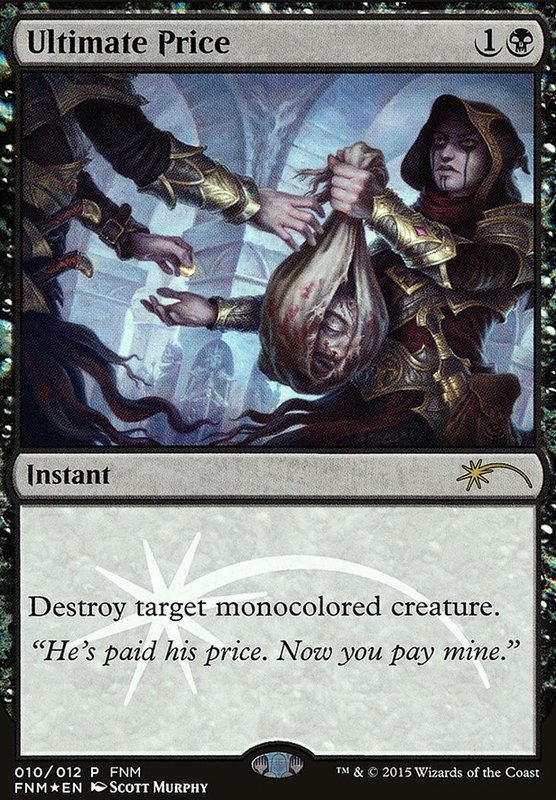 Ultimate Price 1
Instant
Destroy target monocolored creature.
“He’s paid his price. Now you pay mine.”
010/012 P FNM
FNM★EN Scott Murphy
™ & © 2015 Wizards of the Coast